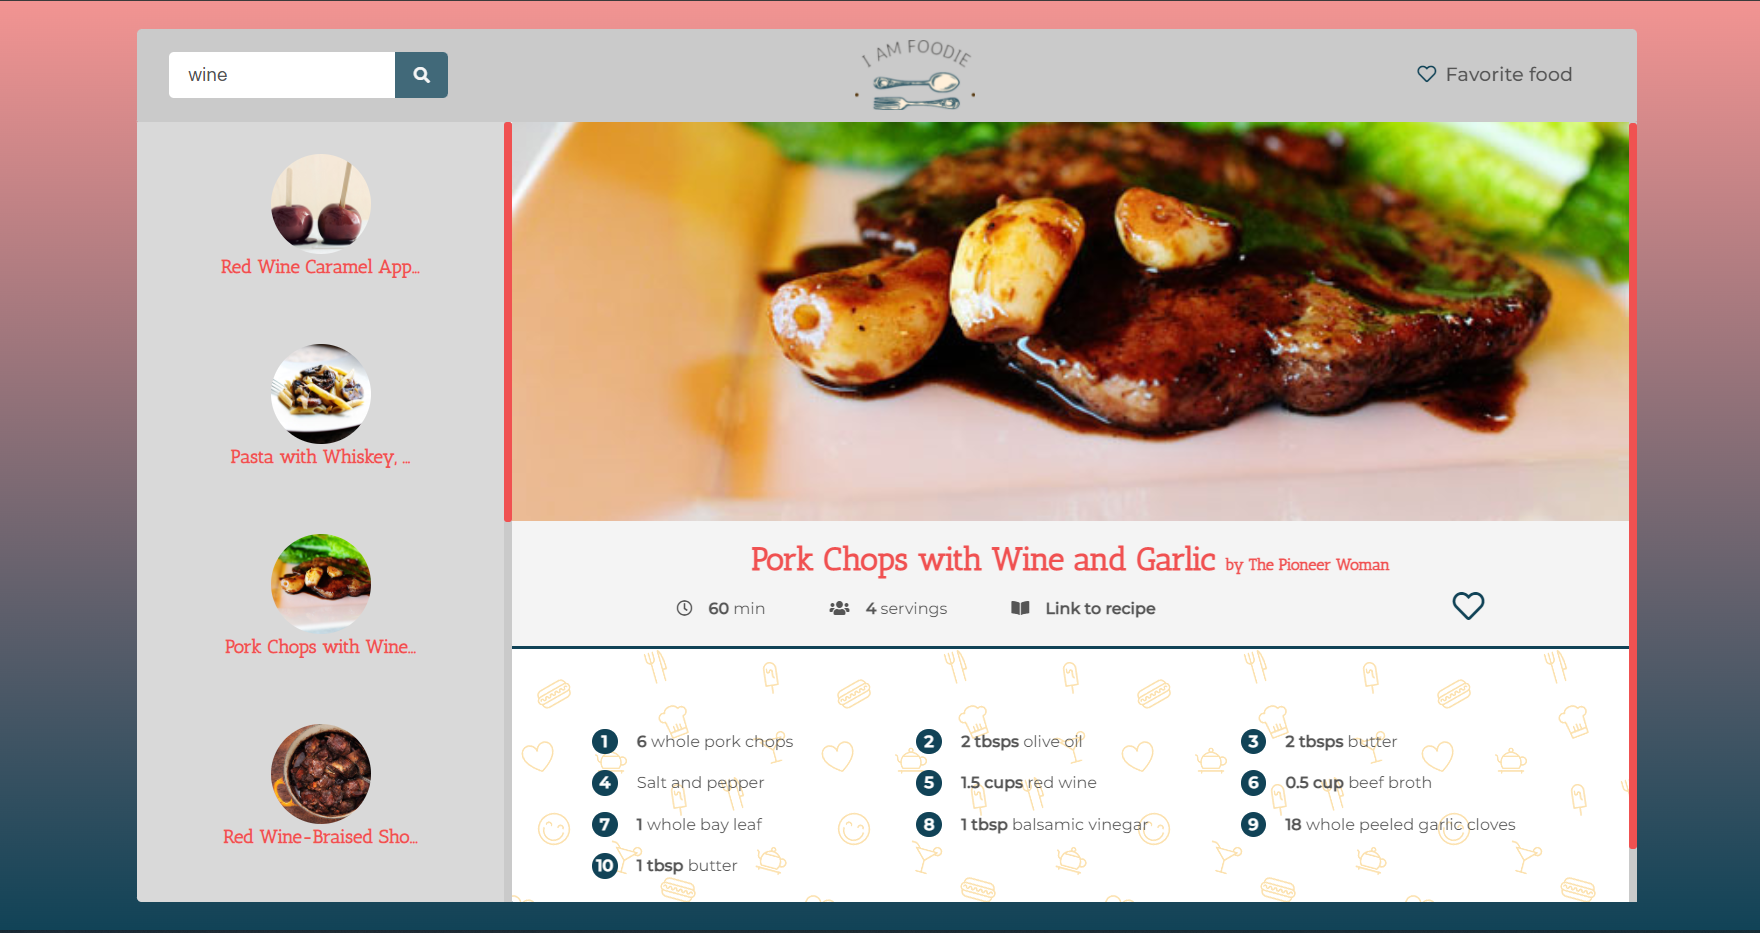 wine
I AM FOODIE
Favorite food
Red Wine Caramel App...
Pasta with Whiskey, ...
Pork Chops with Wine...
Red Wine-Braised Sho...
Pork Chops with Wine and Garlic by The Pioneer Woman
60 min 4 servings Link to recipe
1 6 whole pork chops 2 2 tbsps olive oil 3 2 tbsps butter
4 Salt and pepper 5 1.5 cups red wine 6 0.5 cup beef broth
7 1 whole bay leaf 8 1 tbsp balsamic vinegar 9 18 whole peeled garlic cloves
10 1 tbsp butter